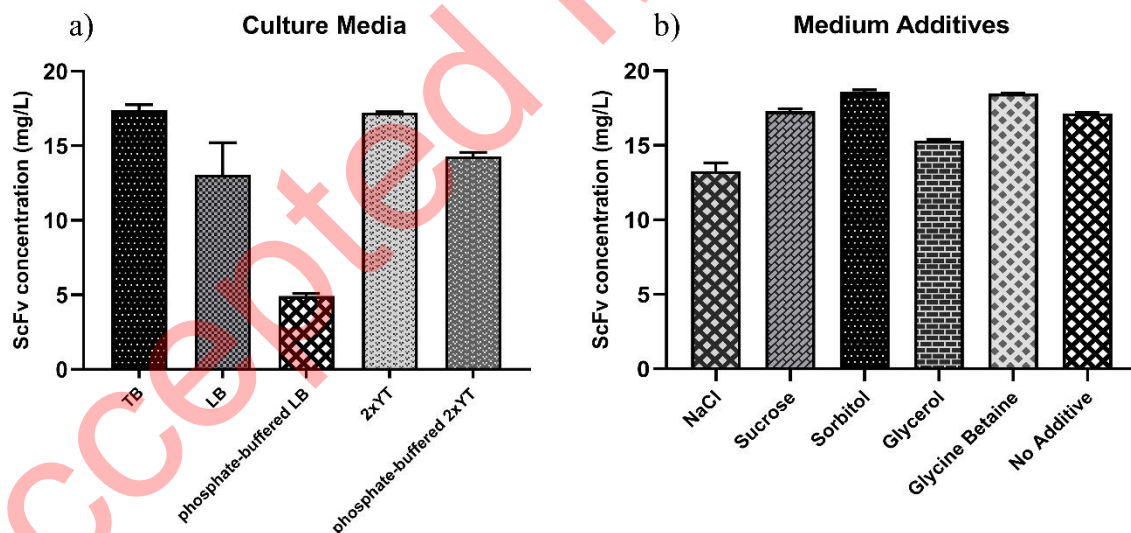 a)
Culture Media
ScFv concentration (mg/L)
20
15
10
5
0
TB
LB
phosphate-buffered LB
2xYT
phosphate-buffered 2xYT
b)
Medium Additives
ScFv concentration (mg/L)
20
15
10
5
0
NaCl
Sucrose
Sorbitol
Glycerol
Glycine Betaine
No Additive
ccepted